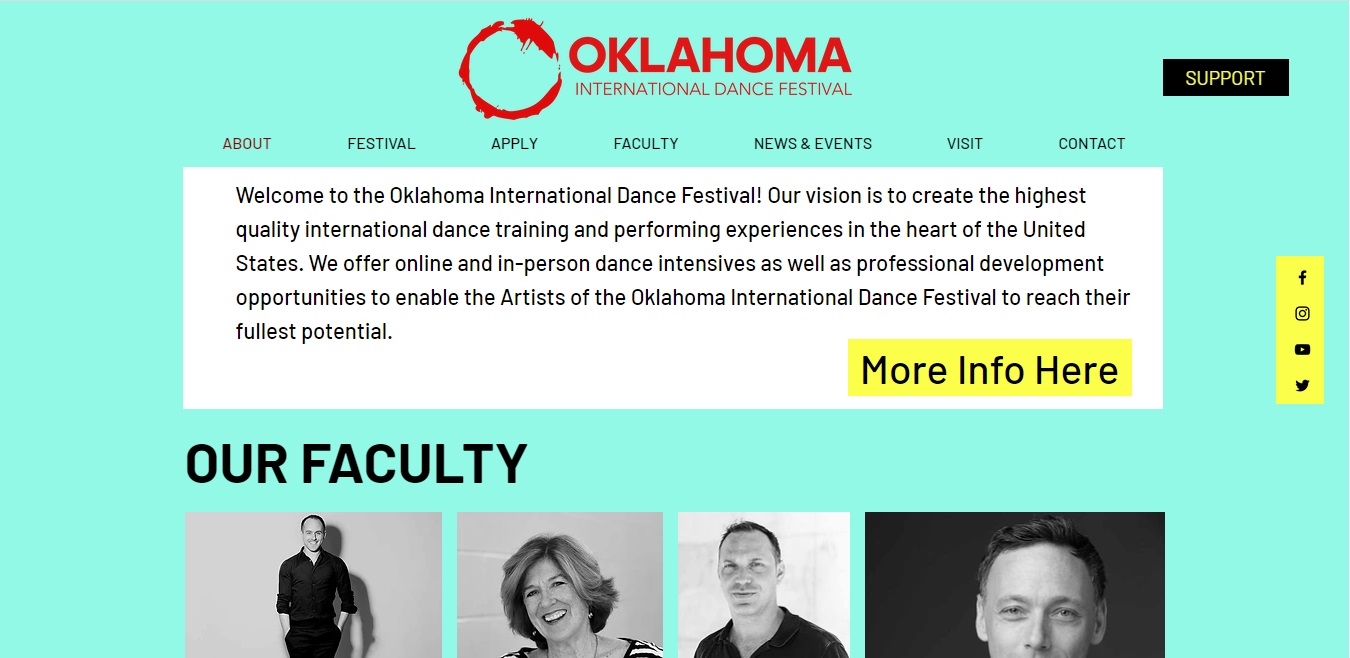 OKLAHOMA
INTERNATIONAL DANCE FESTIVAL
SUPPORT
ABOUT FESTIVAL APPLY FACULTY NEWS & EVENTS VISIT CONTACT
Welcome to the Oklahoma International Dance Festival! Our vision is to create the highest
quality international dance training and performing experiences in the heart of the United
States. We offer online and in-person dance intensives as well as professional development
opportunities to enable the Artists of the Oklahoma International Dance Festival to reach their
fullest potential.
More Info Here
OUR FACULTY